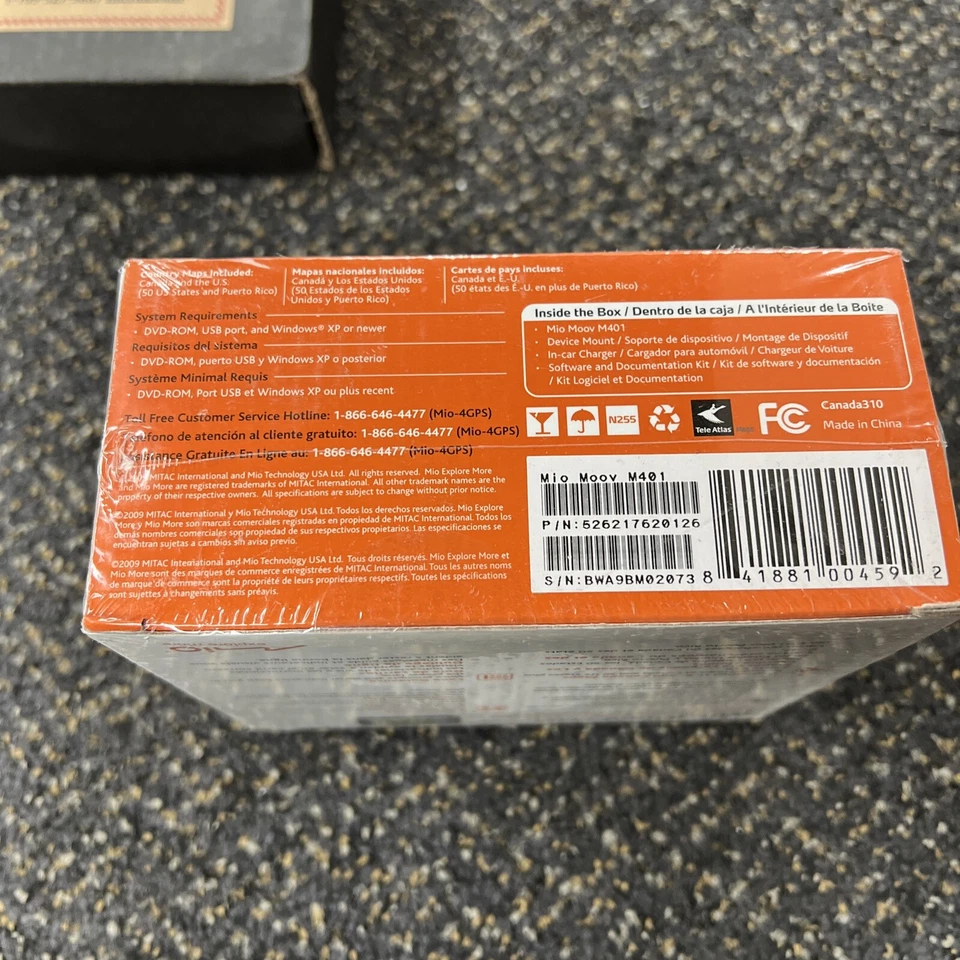 Country Maps Included:
Canada and the U.S.
(50 US States and Puerto Rico)
Mapas nacionales incluidos:
Canadá y Los Estados Unidos
(50 Estados de los Estados
Unidos y Puerto Rico)
Cartes de pays incluses:
Canada et É.-U.
(50 états des É.-U. en plus de Puerto Rico)
System Requirements
• DVD-ROM, USB port, and Windows® XP or newer
Requisitos del sistema
• DVD-ROM, puerto USB y Windows XP o posterior
Système Minimal Requis
• DVD-ROM, Port USB et Windows XP ou plus recent
Toll Free Customer Service Hotline: 1-866-646-4477 (Mio-4GPS)
Teléfono de atención al cliente gratuito: 1-866-646-4477 (Mio-4GPS)
Assurance Gratuite En Ligne au: 1-866-646-4477 (Mio-4GPS)
©2009 MITAC International and Mio Technology USA Ltd. All rights reserved. Mio Explore More
and Mio More are registered trademarks of MITAC International. All other trademark names are the
property of their respective owners. All specifications are subject to change without prior notice.
©2009 MITAC International y Mio Technology USA Ltd. Todos los derechos reservados. Mio Explore
More y Mio More son marcas comerciales registradas en propiedad de MITAC International. Todos los
demás nombres comerciales son propiedad de sus respectivos propietarios. Las especificaciones se
encuentran sujetas a cambios sin aviso previo.
©2009 MITAC International et Mio Technology USA Ltd. Tous droits réservés. Mio Explore More et
Mio More sont des marques de commerce enregistrées de MITAC International. Tous les autres noms
de marque de commerce sont la propriété de leurs propriétaires respectifs. Toutes les spécifications
sont sujettes à changements sans préavis.
Inside the Box / Dentro de la caja / A l'Intérieur de la Boite
• Mio Moov M401
• Device Mount / Soporte de dispositivo / Montage de Dispositif
• In-car Charger / Cargador para automóvil / Chargeur de Voiture
• Software and Documentation Kit / Kit de software y documentación
/ Kit Logiciel et Documentation
N255
Tele Atlas
FC
Canada310
Made in China
Mio Moov M401
P/N:526217620126
S/N:BWA9BM02073
8 41881 00459 2
Mio